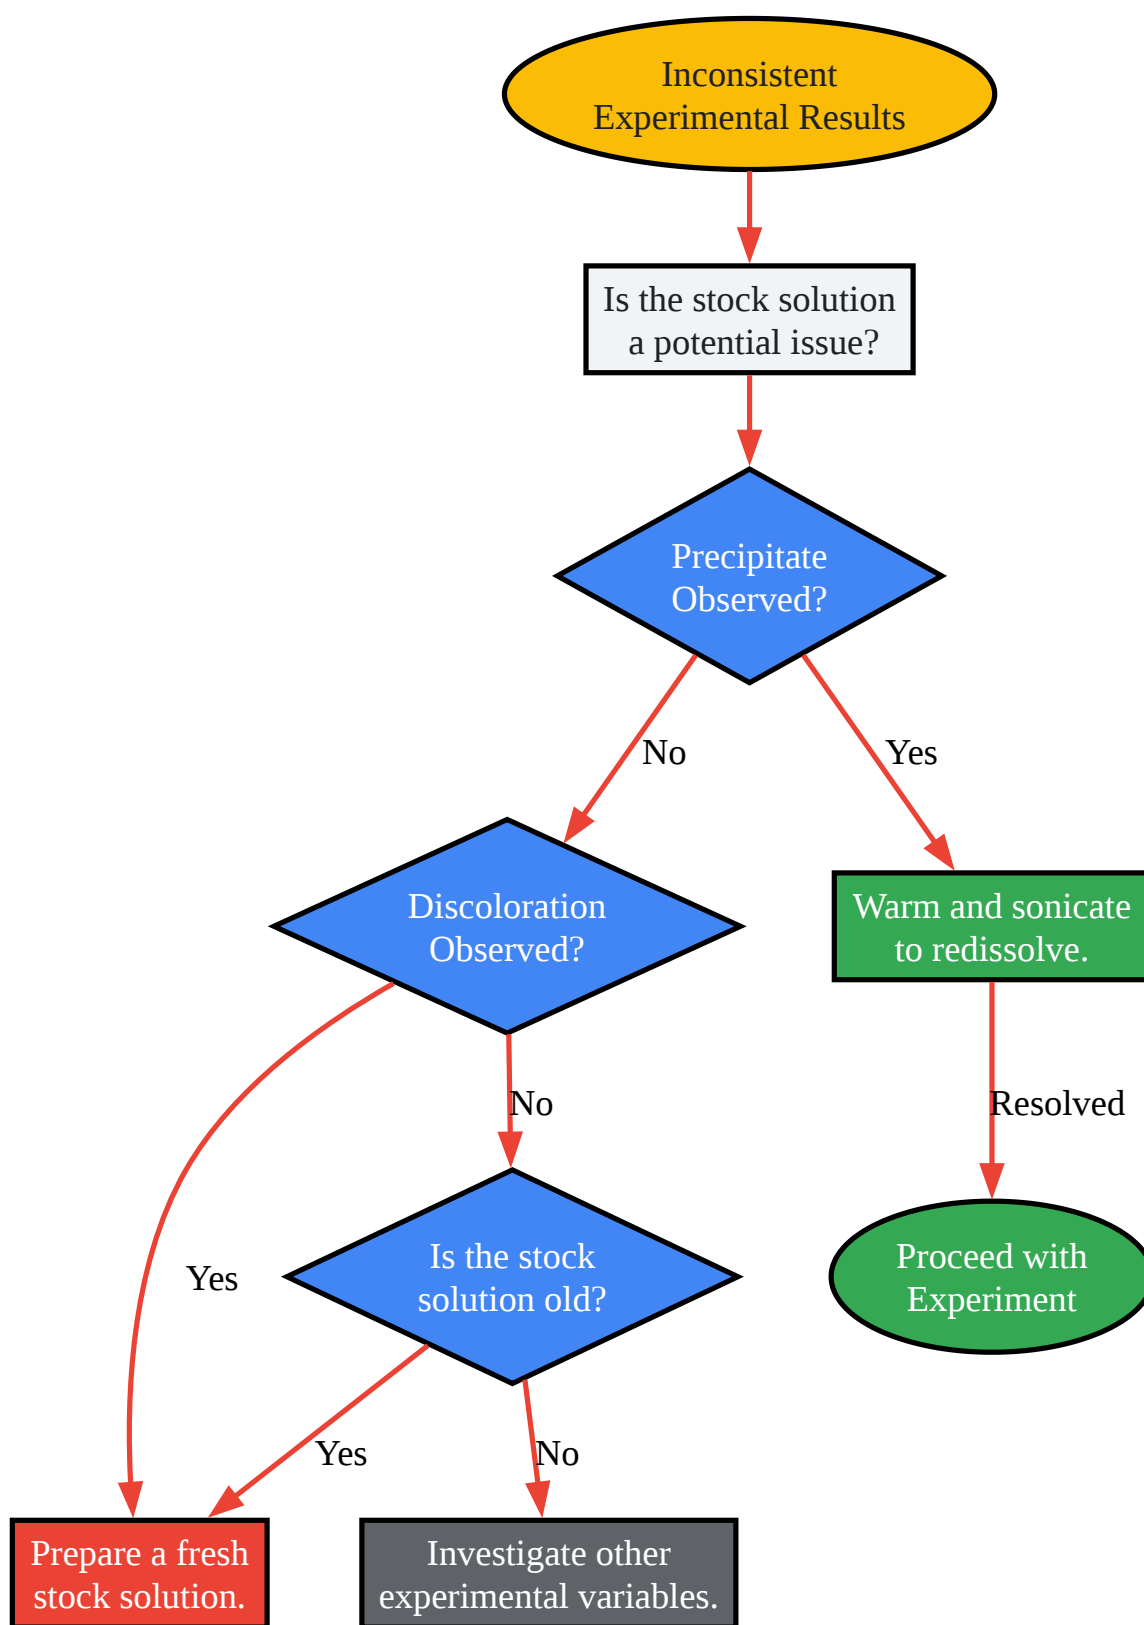 Inconsistent
Experimental Results
Is the stock solution
a potential issue?
Precipitate
Observed?
No
Yes
Discoloration
Observed?
Warm and sonicate
to redissolve.
No
Resolved
Yes
Is the stock
solution old?
Proceed with
Experiment
Yes
No
Prepare a fresh
stock solution.
Investigate other
experimental variables.